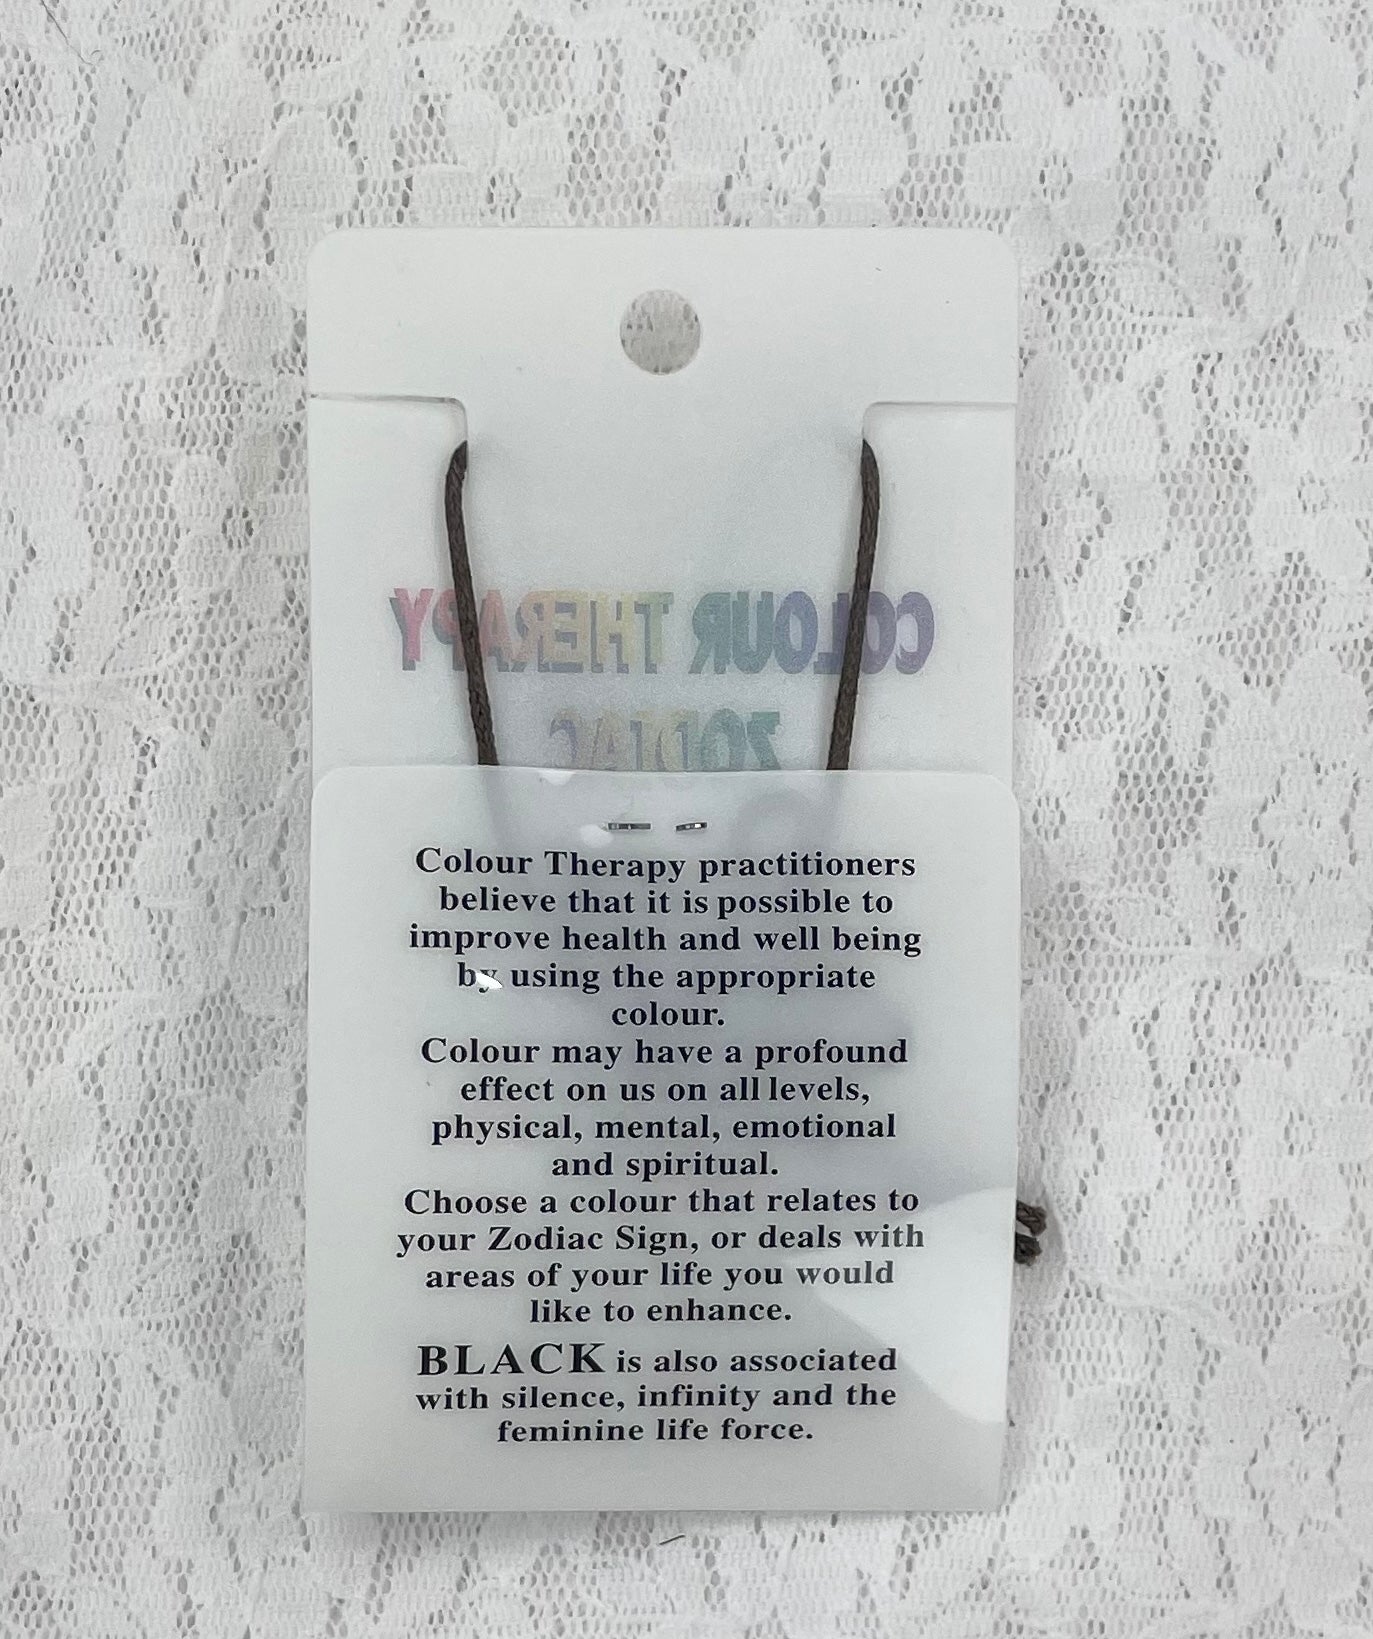 COLOUR THERAPY
ZODIAC
Colour Therapy practitioners
believe that it is possible to
improve health and well being
by using the appropriate
colour.
Colour may have a profound
effect on us on all levels,
physical, mental, emotional
and spiritual.
Choose a colour that relates to
your Zodiac Sign, or deals with
areas of your life you would
like to enhance.
BLACK is also associated
with silence, infinity and the
feminine life force.